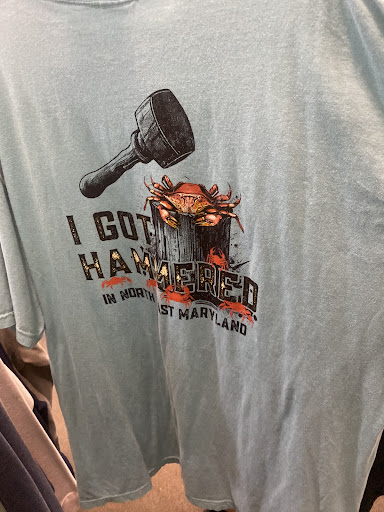 I GOT
HAMMERED
IN NORTH EAST MARYLAND